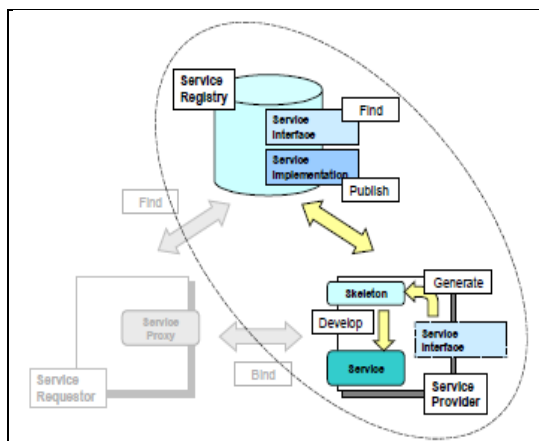 Service
Registry
Find
Service
Interface
Service
Implementation
Publish
Find
Generate
Skeleton
Develop
Service
Proxy
Service
Interface
Service
Bind
Service
Requestor
Service
Provider